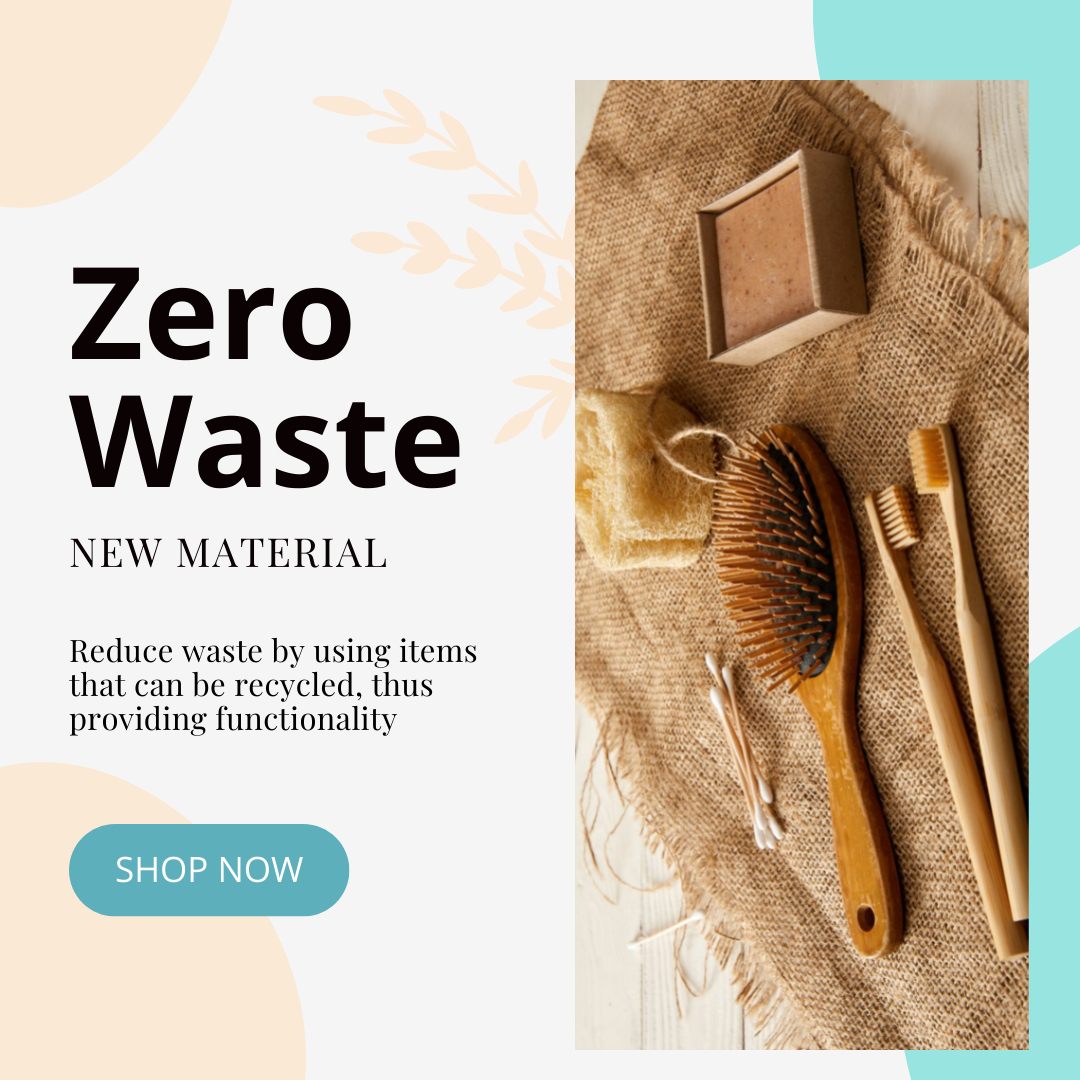 Zero
Waste
NEW MATERIAL
Reduce waste by using items
that can be recycled, thus
providing functionality
SHOP NOW